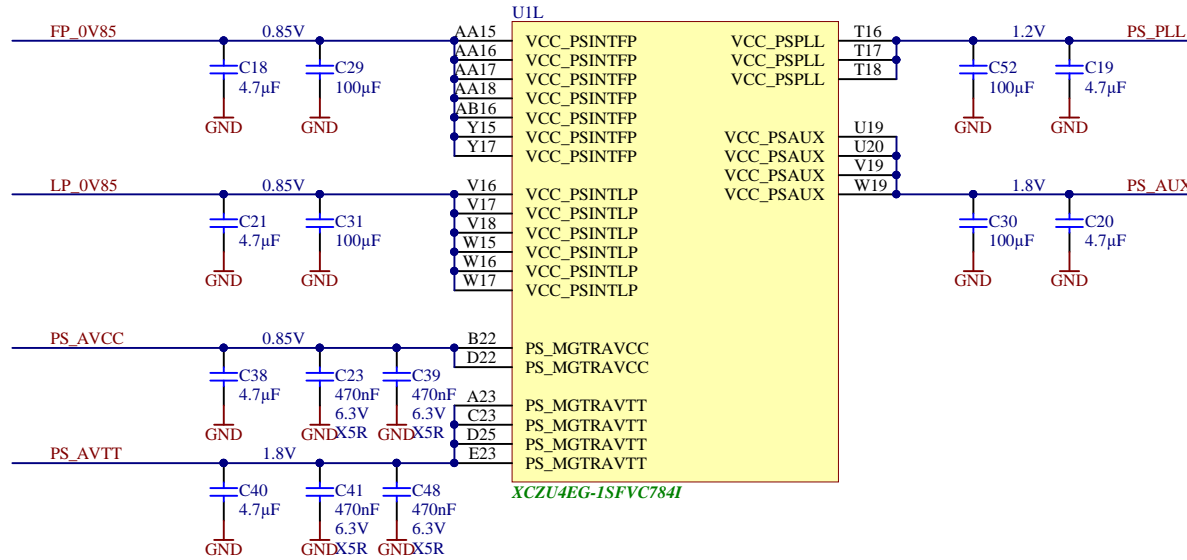 U1L
FP_0V85 0.85V AA15 VCC_PSINTFP VCC_PSPLL T16 1.2V PS_PLL
AA16 VCC_PSINTFP VCC_PSPLL T17
AA17 VCC_PSINTFP VCC_PSPLL T18
AA18 VCC_PSINTFP
AB16 VCC_PSINTFP
Y15 VCC_PSINTFP VCC_PSAUX U19
Y17 VCC_PSINTFP VCC_PSAUX U20
VCC_PSAUX V19
C18 C29 C52 C19
4.7µF 100µF 100µF 4.7µF
GND GND GND GND
LP_0V85 0.85V V16 VCC_PSINTLP VCC_PSAUX W19 1.8V PS_AUX
V17 VCC_PSINTLP
V18 VCC_PSINTLP
W15 VCC_PSINTLP
W16 VCC_PSINTLP
W17 VCC_PSINTLP
C21 C31 C30 C20
4.7µF 100µF 100µF 4.7µF
GND GND GND GND
PS_AVCC 0.85V B22 PS_MGTRAVCC
D22 PS_MGTRAVCC
C38 C23 C39
4.7µF 470nF 470nF
6.3V 6.3V
X5R X5R
GND GND GND
A23 PS_MGTRAVTT
C23 PS_MGTRAVTT
D25 PS_MGTRAVTT
PS_AVTT 1.8V E23 PS_MGTRAVTT
C40 C41 C48
4.7µF 470nF 470nF
6.3V 6.3V
X5R X5R
GND GND GND
XCZU4EG-1SFVC784I